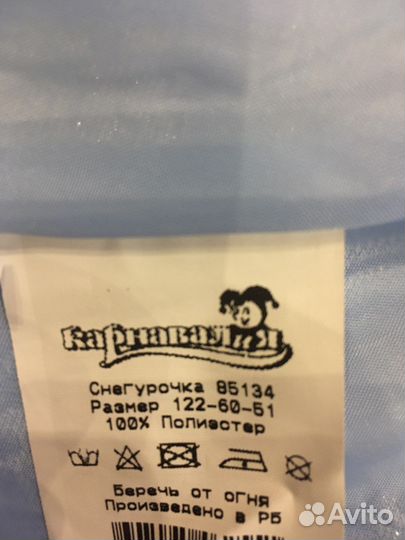 карнавалия
Снегурочка 85134
Размер 122-60-51
100% Полиэстер
Беречь от огня
Произведено в РБ
Avito